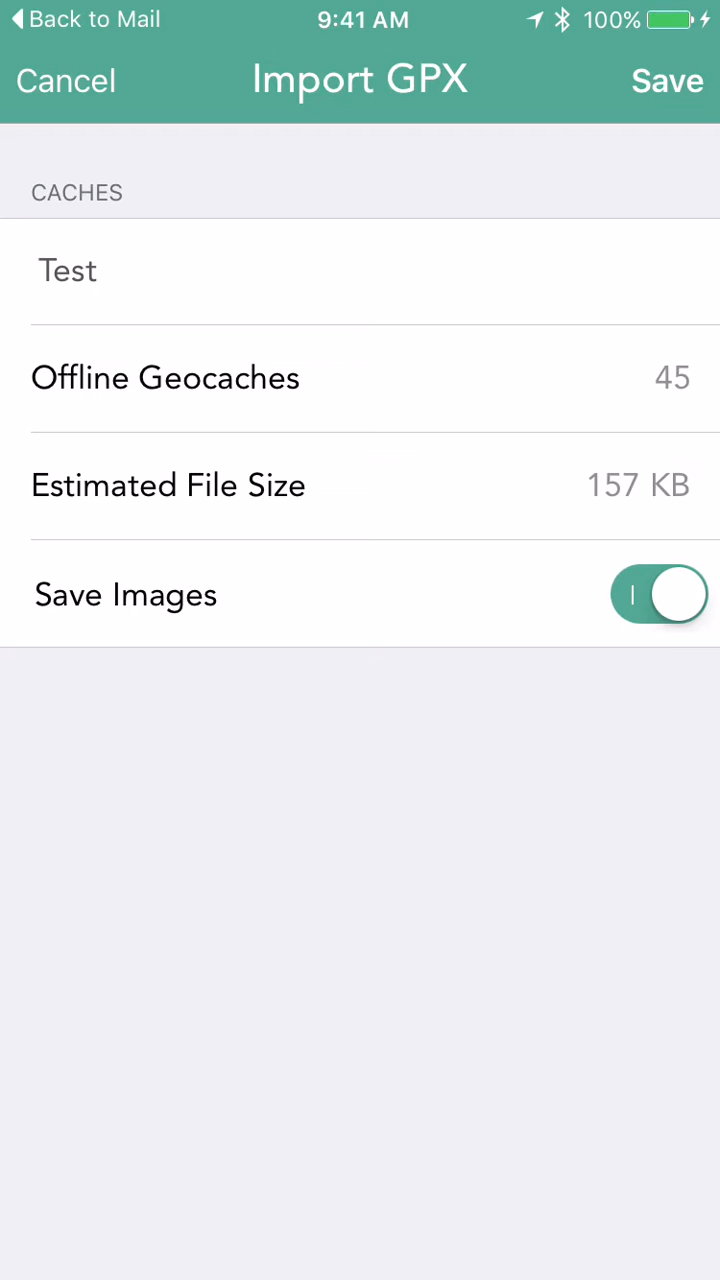 Back to Mail 9:41 AM 100%
Cancel Import GPX Save
CACHES
Test
Offline Geocaches 45
Estimated File Size 157 KB
Save Images